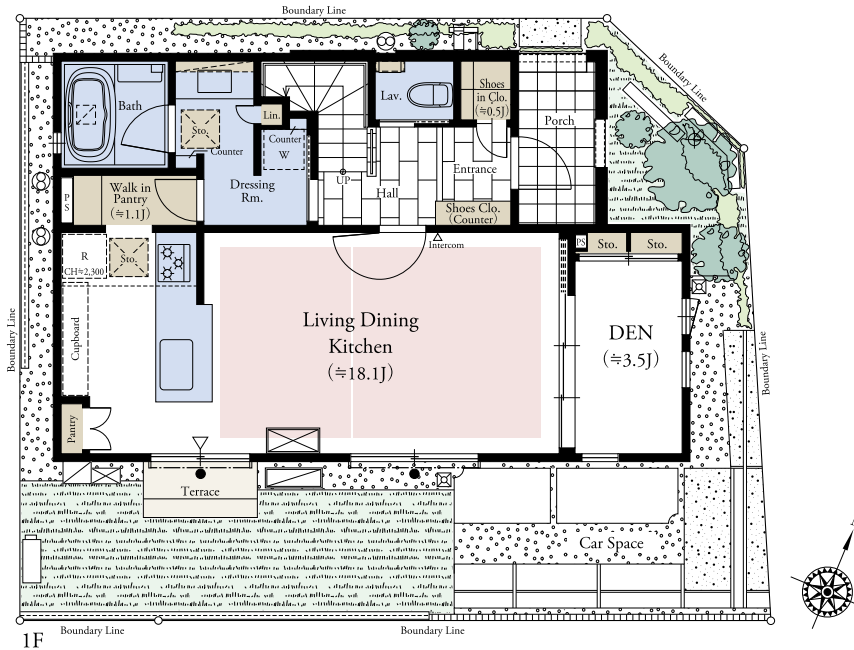 Boundary Line
Bath
Sto.
Counter
Lin.
Counter
W
Lav.
Shoes
in Clo.
(≒0.5J)
Porch
Boundary Line
Entrance
UP
Hall
Shoes Clo.
(Counter)
Dressing
Rm.
PS
Walk in
Pantry
(≒1.1J)
R
CH≒2,300
Sto.
Intercom
PS
Sto.
Sto.
Living Dining
Kitchen
(≒18.1J)
DEN
(≒3.5J)
Cupboard
Pantry
Boundary Line
Boundary Line
Terrace
Car Space
Boundary Line
Boundary Line
1F